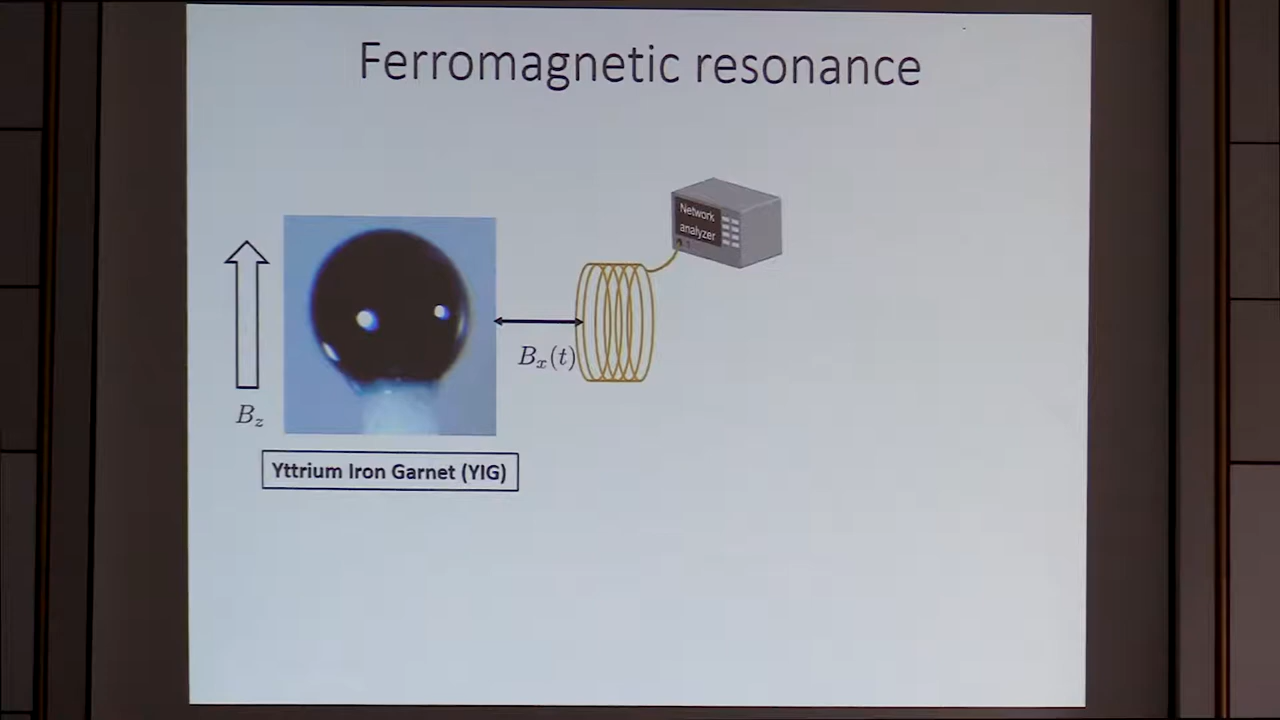 Ferromagnetic resonance
Network
analyzer
B_x(t)
B_z
Yttrium Iron Garnet (YIG)